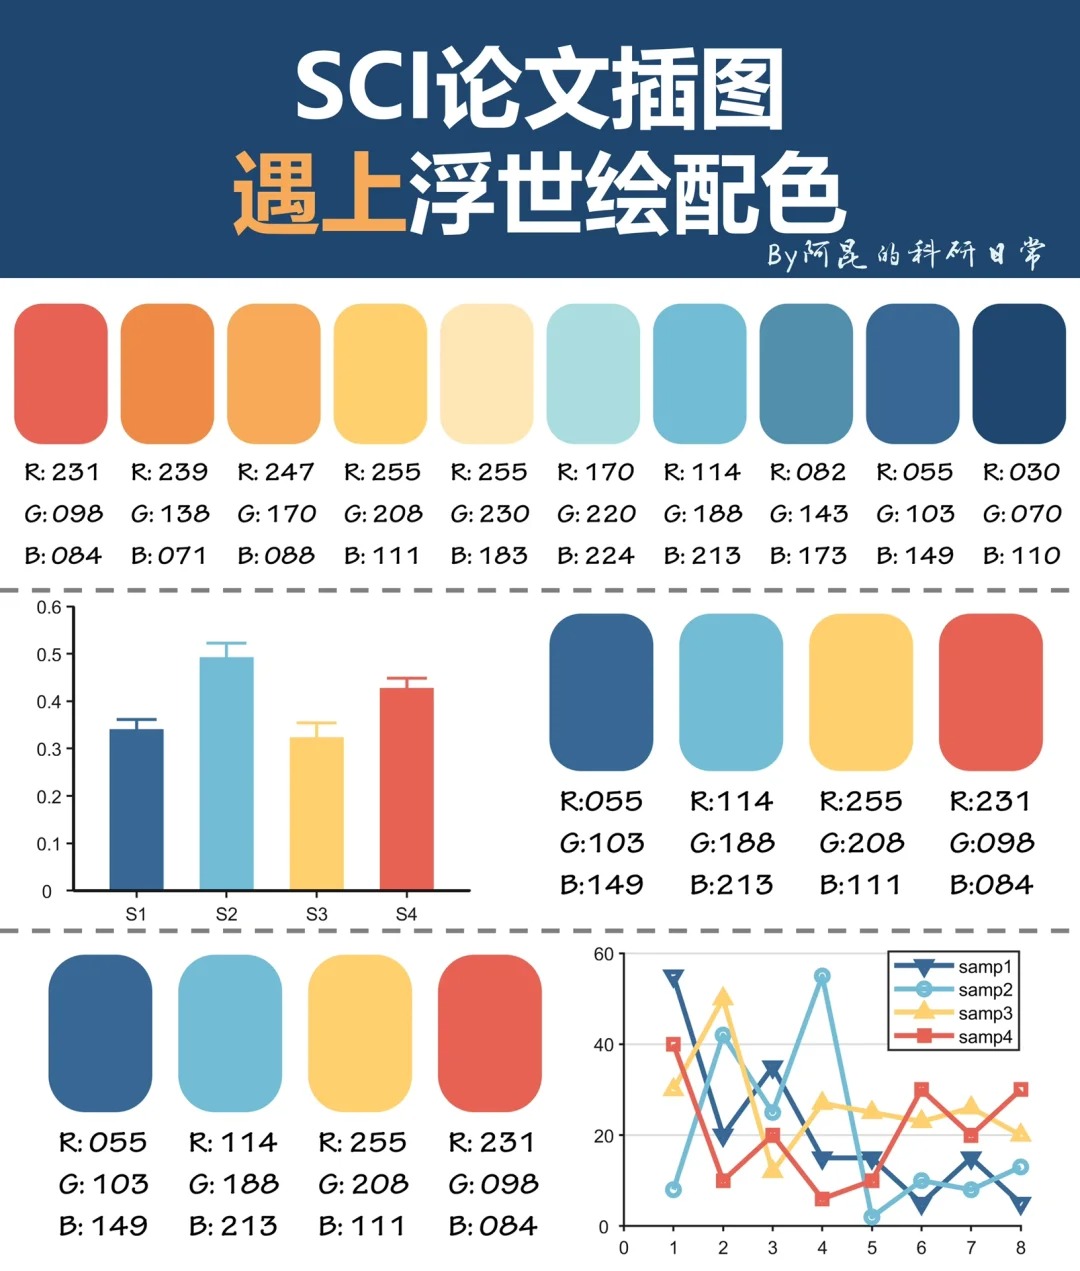 SCI论文插图
遇上浮世绘配色
By阿昆的科研日常
R: 231 R: 239 R: 247 R: 255 R: 255 R: 170 R: 114 R: 082 R: 055 R: 030
G: 098 G: 138 G: 170 G: 208 G: 230 G: 220 G: 188 G: 143 G: 103 G: 070
B: 084 B: 071 B: 088 B: 111 B: 183 B: 224 B: 213 B: 173 B: 149 B: 110
0.6
0.5
0.4
0.3
0.2
0.1
0
S1 S2 S3 S4
R:055 R:114 R:255 R:231
G:103 G:188 G:208 G:098
B:149 B:213 B:111 B:084
R: 055 R: 114 R: 255 R: 231
G: 103 G: 188 G: 208 G: 098
B: 149 B: 213 B: 111 B: 084
60
40
20
0
0 1 2 3 4 5 6 7 8
samp1
samp2
samp3
samp4